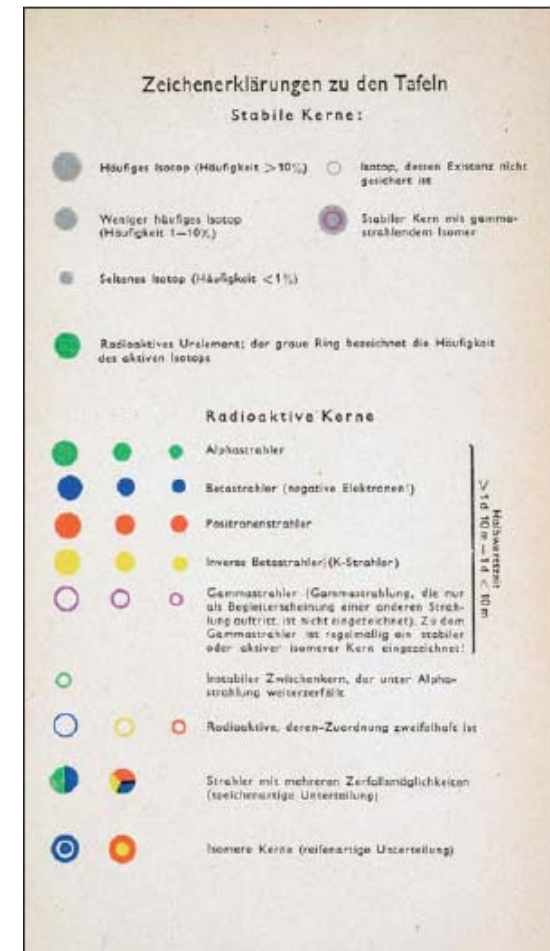 Zeichenerklärungen zu den Tafeln
Stabile Kerne:
Häufiges Isotop (Häufigkeit > 10%)
Isotop, dessen Existenz nicht
gesichert ist
Weniger häufiges Isotop
(Häufigkeit 1—10%)
Stabiler Kern mit gamma-
strahlendem Isomer
Seltenes Isotop (Häufigkeit < 1%)
Radioaktives Urelement; der graue Ring bezeichnet die Häufigkeit
des aktiven Isotops
Radioaktive Kerne
Alphastrahler
Betastrahler (negative Elektronen!)
Positronenstrahler
Inverse Betastrahler (K-Strahler)
Gammastrahler (Gammastrahlung, die nur
als Begleiterscheinung einer anderen Strah-
lung auftritt, ist nicht eingezeichnet). Zu dem
Gammastrahler ist regelmäßig ein stabiler
oder aktiver isomerer Kern eingezeichnet!
Halbwertszeit
> 1 d 10 m — 1 d < 10 m
Instabiler Zwischenkern, der unter Alpha-
strahlung weiterzerfällt
Radioaktive, deren Zuordnung zweifelhaft ist
Strahler mit mehreren Zerfallsmöglichkeiten
(speichenartige Unterteilung)
Isomere Kerne (reifenartige Unterteilung)